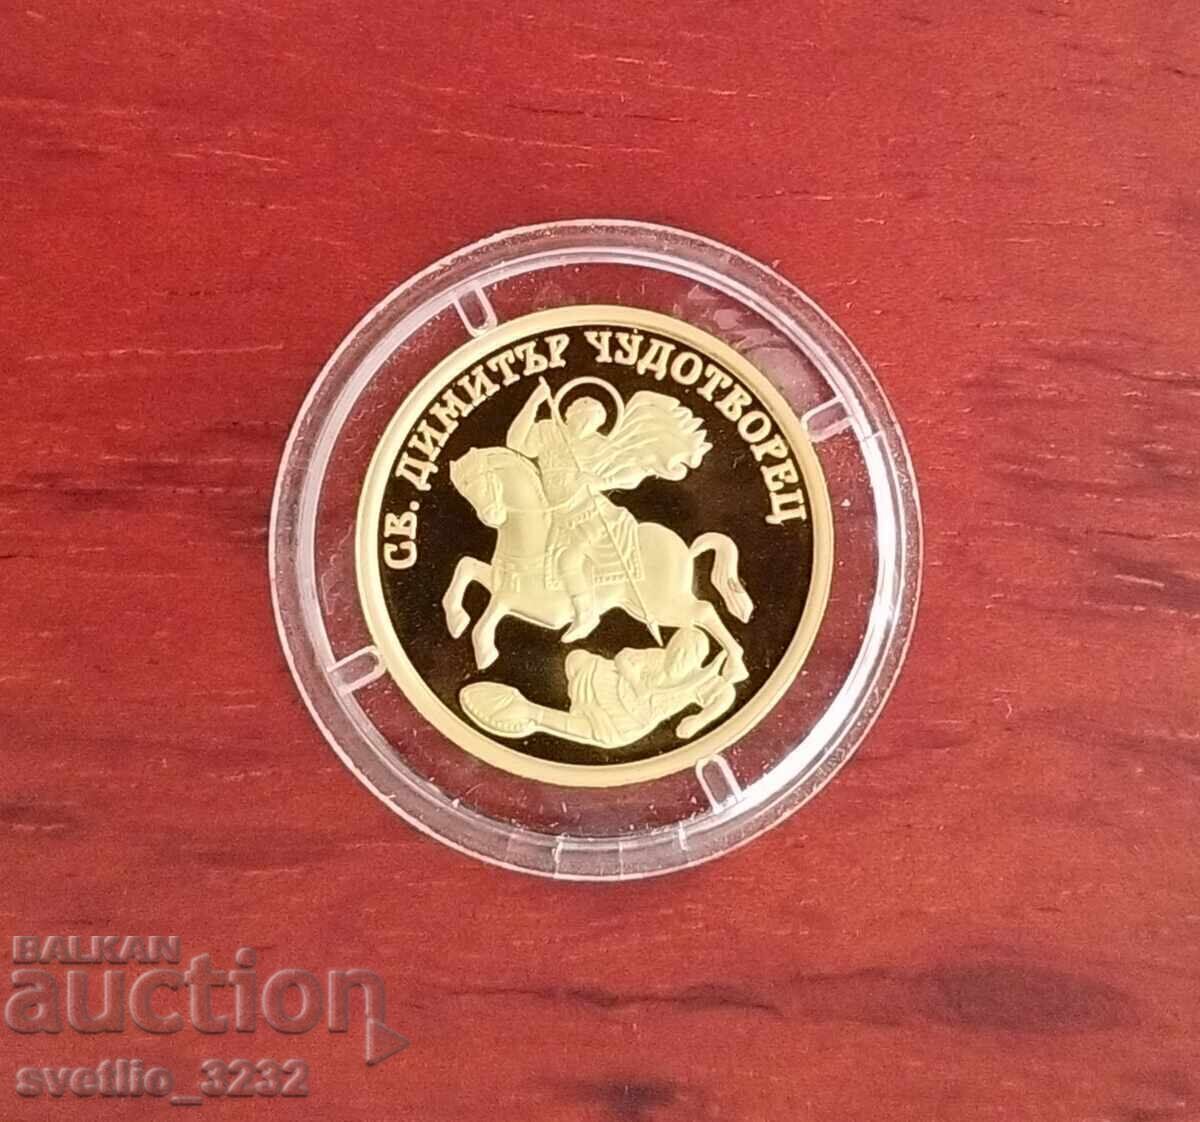 СВ. ДИМИТЪР ЧУДОТВОРЕЦ
BALKAN
auction
svetlio_3232